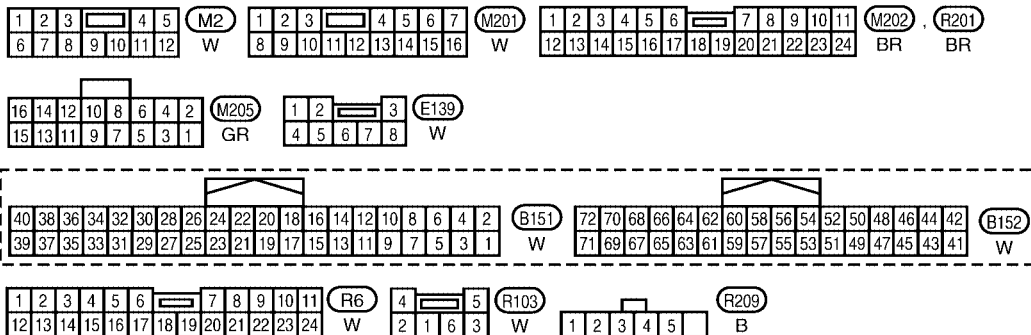 1 2 3 4 5 M2 1 2 3 4 5 6 7 M201 1 2 3 4 5 6 7 8 9 10 11 M202 , R201
6 7 8 9 10 11 12 W 8 9 10 11 12 13 14 15 16 W 12 13 14 15 16 17 18 19 20 21 22 23 24 BR BR
16 14 12 10 8 6 4 2 M205 1 2 3 E139
15 13 11 9 7 5 3 1 GR 4 5 6 7 8 W
40 38 36 34 32 30 28 26 24 22 20 18 16 14 12 10 8 6 4 2 B151 72 70 68 66 64 62 60 58 56 54 52 50 48 46 44 42 B152
39 37 35 33 31 29 27 25 23 21 19 17 15 13 11 9 7 5 3 1 W 71 69 67 65 63 61 59 57 55 53 51 49 47 45 43 41 W
1 2 3 4 5 6 7 8 9 10 11 R6 4 5 R103 R209
12 13 14 15 16 17 18 19 20 21 22 23 24 W 2 1 6 3 W 1 2 3 4 5 B